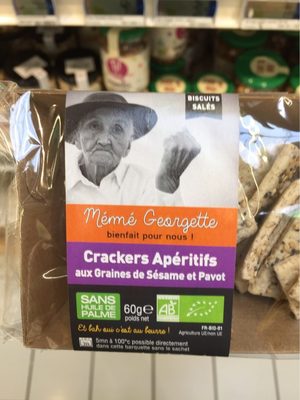 BISCUITS
SALÉS
Mémé Georgette
bienfait pour nous !
Crackers Apéritifs
aux Graines de Sésame et Pavot
SANS
HUILE DE
PALME
60g e
poids net
AB
FR-BIO-01
Agriculture UE/non UE
Et bah oui c'est au beurre !
5mn à 100°c possible directement
dans cette barquette sans le sachet